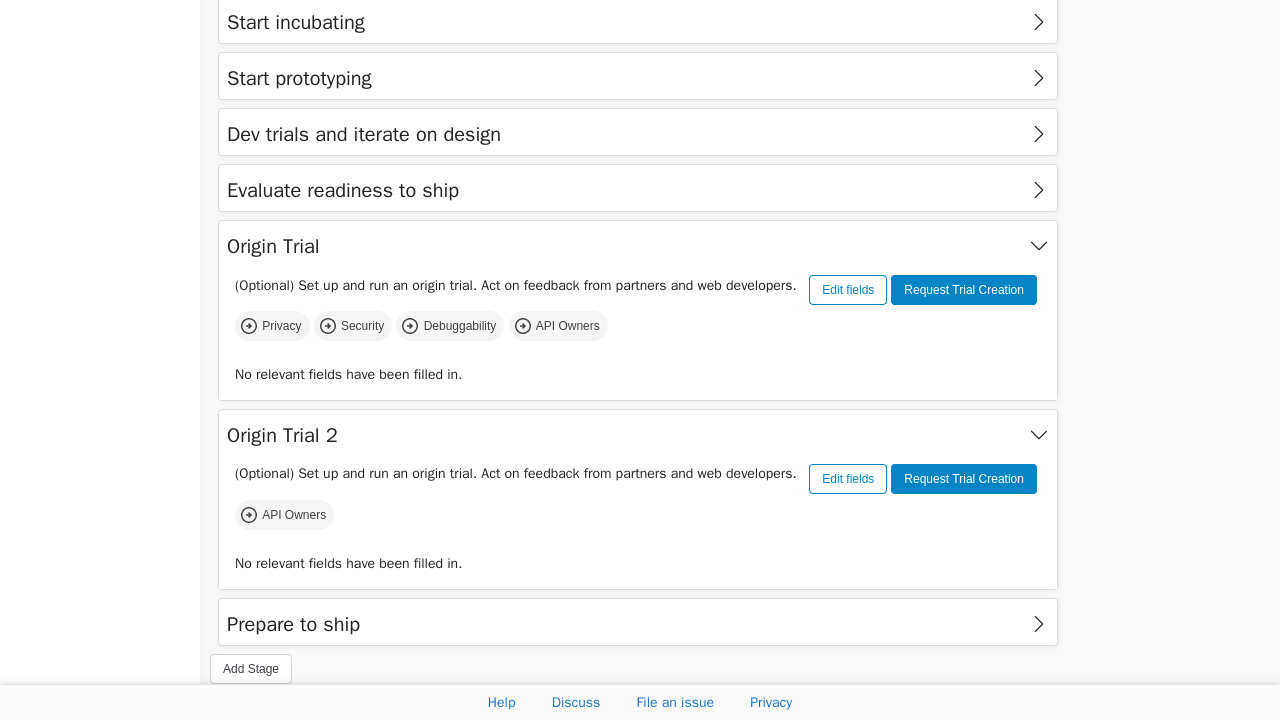 Start incubating
Start prototyping
Dev trials and iterate on design
Evaluate readiness to ship
Origin Trial
(Optional) Set up and run an origin trial. Act on feedback from partners and web developers. Edit fields Request Trial Creation
Privacy Security Debuggability API Owners
No relevant fields have been filled in.
Origin Trial 2
(Optional) Set up and run an origin trial. Act on feedback from partners and web developers. Edit fields Request Trial Creation
API Owners
No relevant fields have been filled in.
Prepare to ship
Add Stage
Help Discuss File an issue Privacy